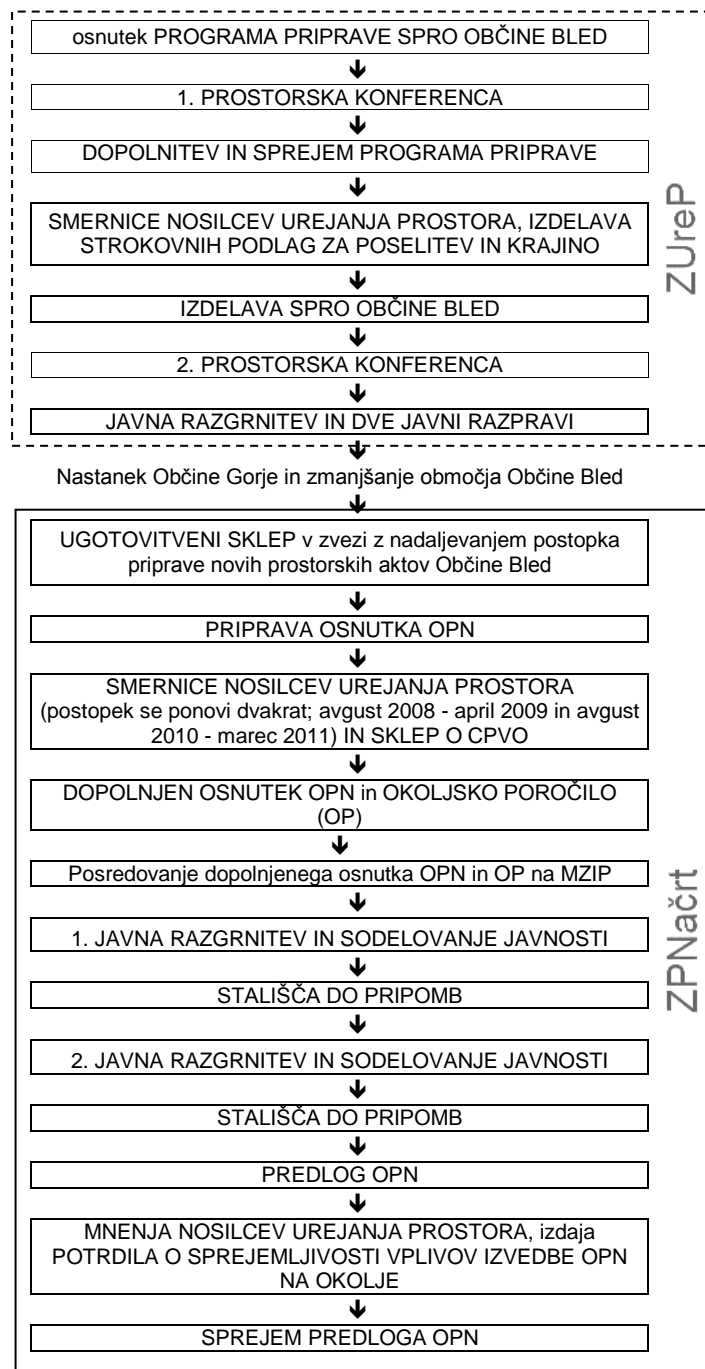 osnutek PROGRAMA PRIPRAVE SPRO OBČINE BLED
1. PROSTORSKA KONFERENCA
DOPOLNITEV IN SPREJEM PROGRAMA PRIPRAVE
SMERNICE NOSILCEV UREJANJA PROSTORA, IZDELAVA
STROKOVNIH PODLAG ZA POSELITEV IN KRAJINO
IZDELAVA SPRO OBČINE BLED
2. PROSTORSKA KONFERENCA
JAVNA RAZGRNITEV IN DVE JAVNI RAZPRAVI
ZUreP
Nastanek Občine Gorje in zmanjšanje območja Občine Bled
UGOTOVITVENI SKLEP v zvezi z nadaljevanjem postopka
priprave novih prostorskih aktov Občine Bled
PRIPRAVA OSNUTKA OPN
SMERNICE NOSILCEV UREJANJA PROSTORA
(postopek se ponovi dvakrat; avgust 2008 - april 2009 in avgust
2010 - marec 2011) IN SKLEP O CPVO
DOPOLNJEN OSNUTEK OPN in OKOLJSKO POROČILO
(OP)
Posredovanje dopolnjenega osnutka OPN in OP na MZIP
1. JAVNA RAZGRNITEV IN SODELOVANJE JAVNOSTI
STALIŠČA DO PRIPOMB
2. JAVNA RAZGRNITEV IN SODELOVANJE JAVNOSTI
STALIŠČA DO PRIPOMB
PREDLOG OPN
MNENJA NOSILCEV UREJANJA PROSTORA, izdaja
POTRDILA O SPREJEMLJIVOSTI VPLIVOV IZVEDBE OPN
NA OKOLJE
SPREJEM PREDLOGA OPN
ZPNačrt